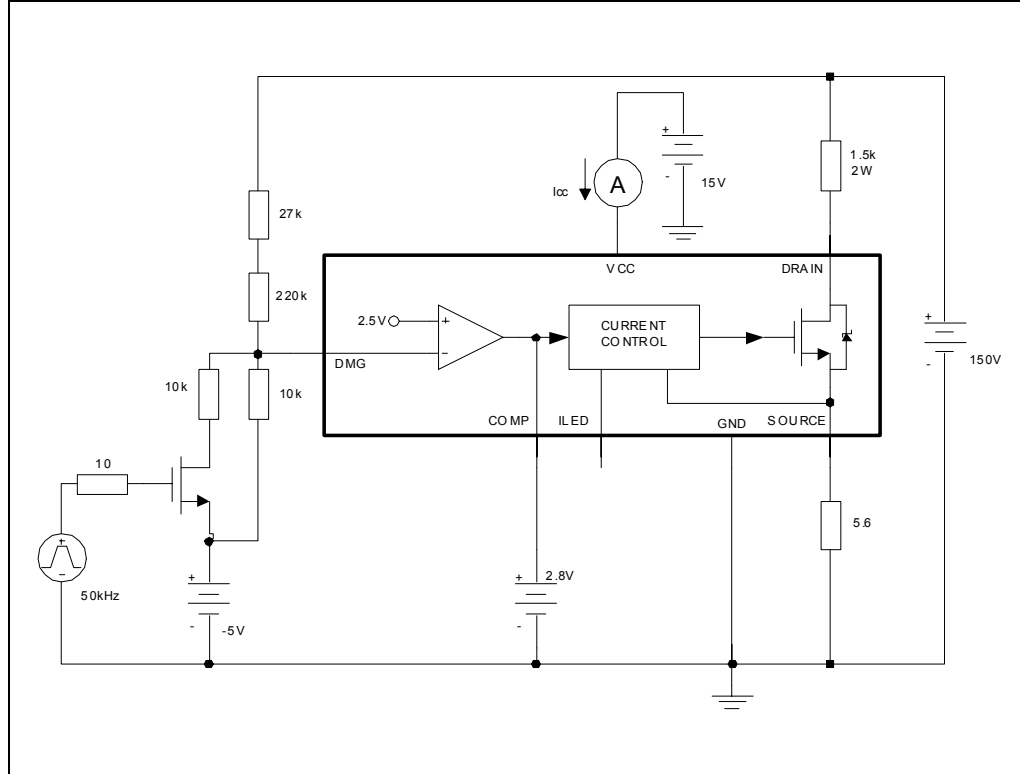 1.5k
2W
+
-
15V
Icc
A
27k
VCC
DRAIN
220k
2.5V
+
-
CURRENT
CONTROL
+
-
150V
DMG
10k
10k
COMP
ILED
GND
SOURCE
10
5.6
+
-
50kHz
+
-
-5V
+
2.8V
-